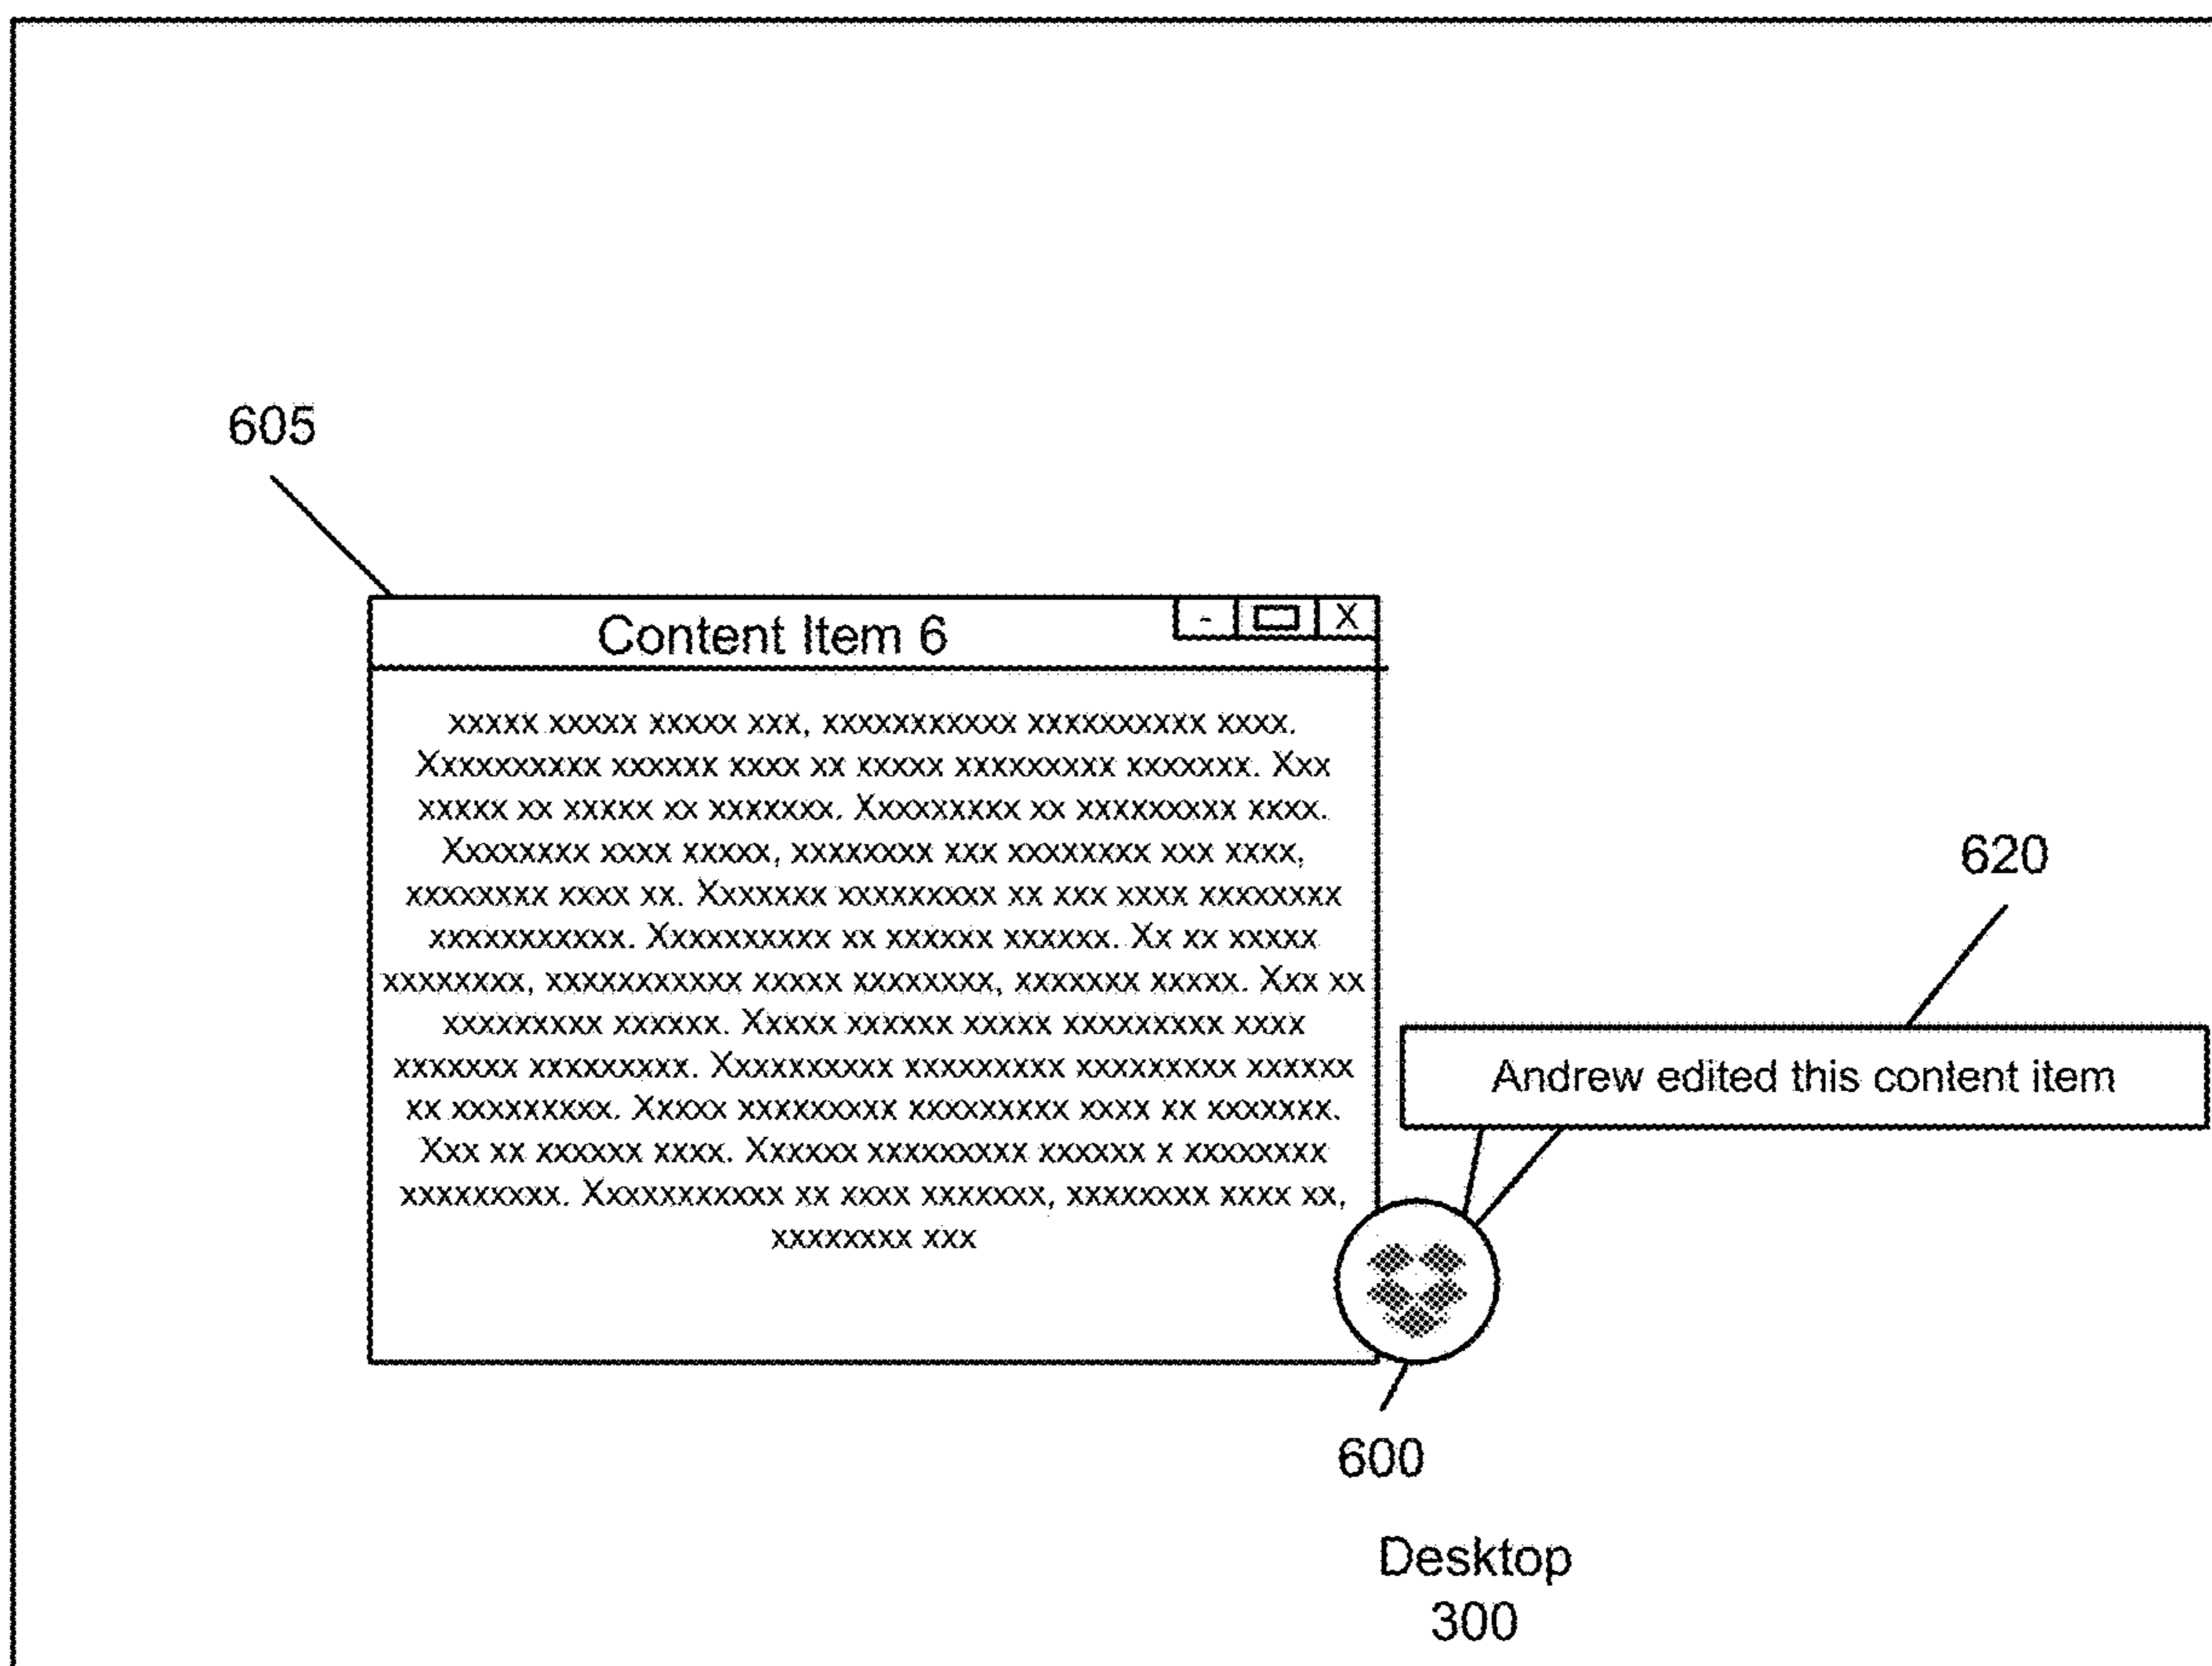 605
Content Item 6
- X
xxxxx xxxxx xxxxx xxx, xxxxxxxxxxx xxxxxxxxxx xxxx.
Xxxxxxxxxx xxxxxx xxxx xx xxxxx xxxxxxxxx xxxxxxx. Xxx
xxxxx xx xxxxx xx xxxxxxx. Xxxxxxxxx xx xxxxxxxxx xxxx.
Xxxxxxxx xxxx xxxxx, xxxxxxxx xxx xxxxxxxx xxx xxxx,
xxxxxxxx xxxx xx. Xxxxxxx xxxxxxxxx xx xxx xxxx xxxxxxxx
xxxxxxxxxxx. Xxxxxxxxxx xx xxxxxx xxxxxx. Xx xx xxxxx
xxxxxxxx, xxxxxxxxxxx xxxxx xxxxxxxx, xxxxxxx xxxxx. Xxx xx
xxxxxxxxx xxxxxx. Xxxxx xxxxxx xxxxx xxxxxxxxx xxxx
xxxxxxx xxxxxxxxx. Xxxxxxxxxx xxxxxxxxx xxxxxxxxx xxxxxx
xx xxxxxxxxx. Xxxxx xxxxxxxxx xxxxxxxxx xxxx xx xxxxxxx.
Xxx xx xxxxxx xxxx. Xxxxxx xxxxxxxxx xxxxxx x xxxxxxxx
xxxxxxxxx. Xxxxxxxxxxx xx xxxx xxxxxxx, xxxxxxxx xxxx xx,
xxxxxxxx xxx
620
Andrew edited this content item
600
Desktop
300